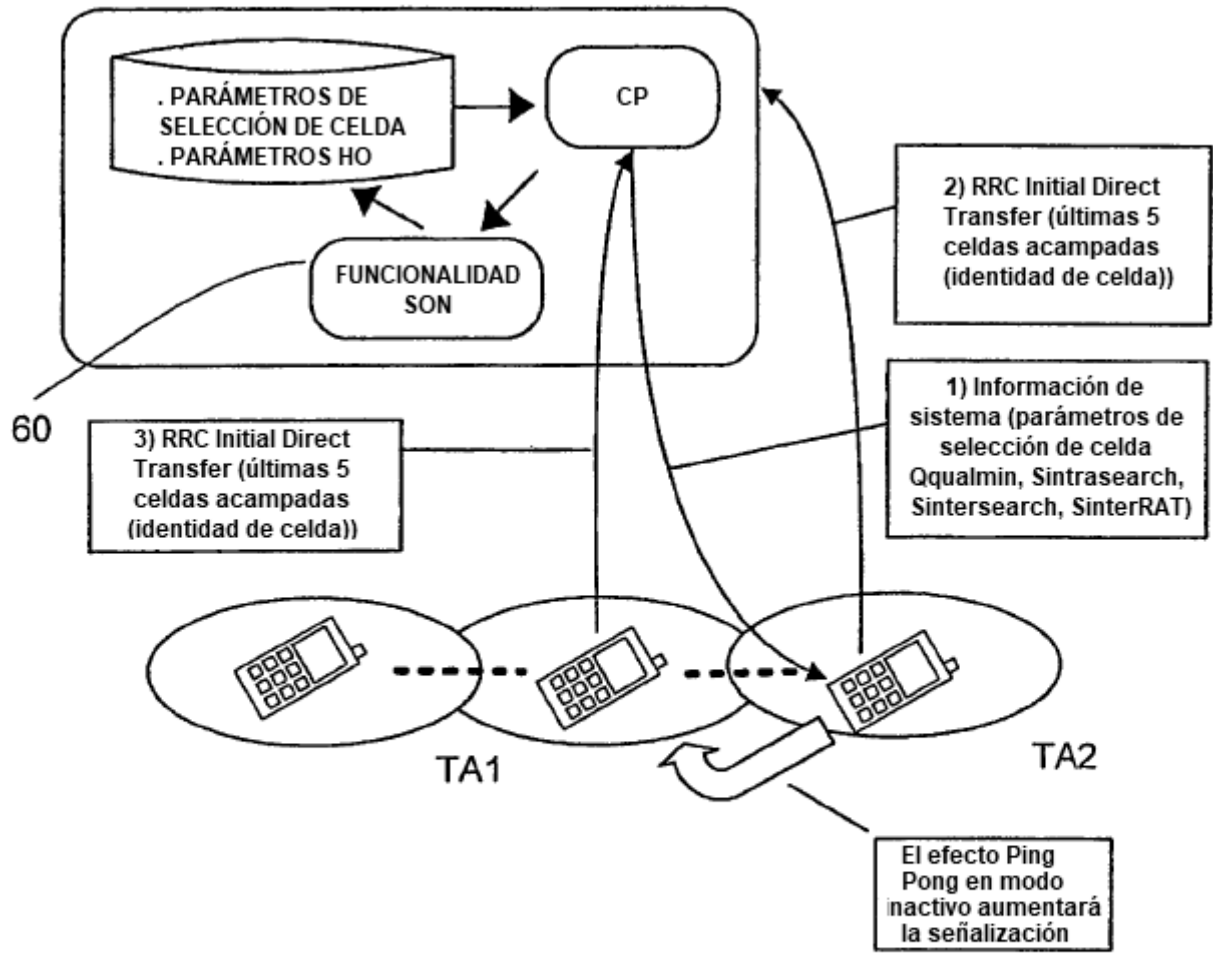 . PARÁMETROS DE
SELECCIÓN DE CELDA
. PARÁMETROS HO
CP
FUNCIONALIDAD
SON
60
2) RRC Initial Direct
Transfer (últimas 5
celdas acampadas
(identidad de celda))
1) Información de
sistema (parámetros de
selección de celda
Qqualmin, Sintrasearch,
Sintersearch, SinterRAT)
3) RRC Initial Direct
Transfer (últimas 5
celdas acampadas
(identidad de celda))
TA1
TA2
El efecto Ping
Pong en modo
inactivo aumentará
la señalización